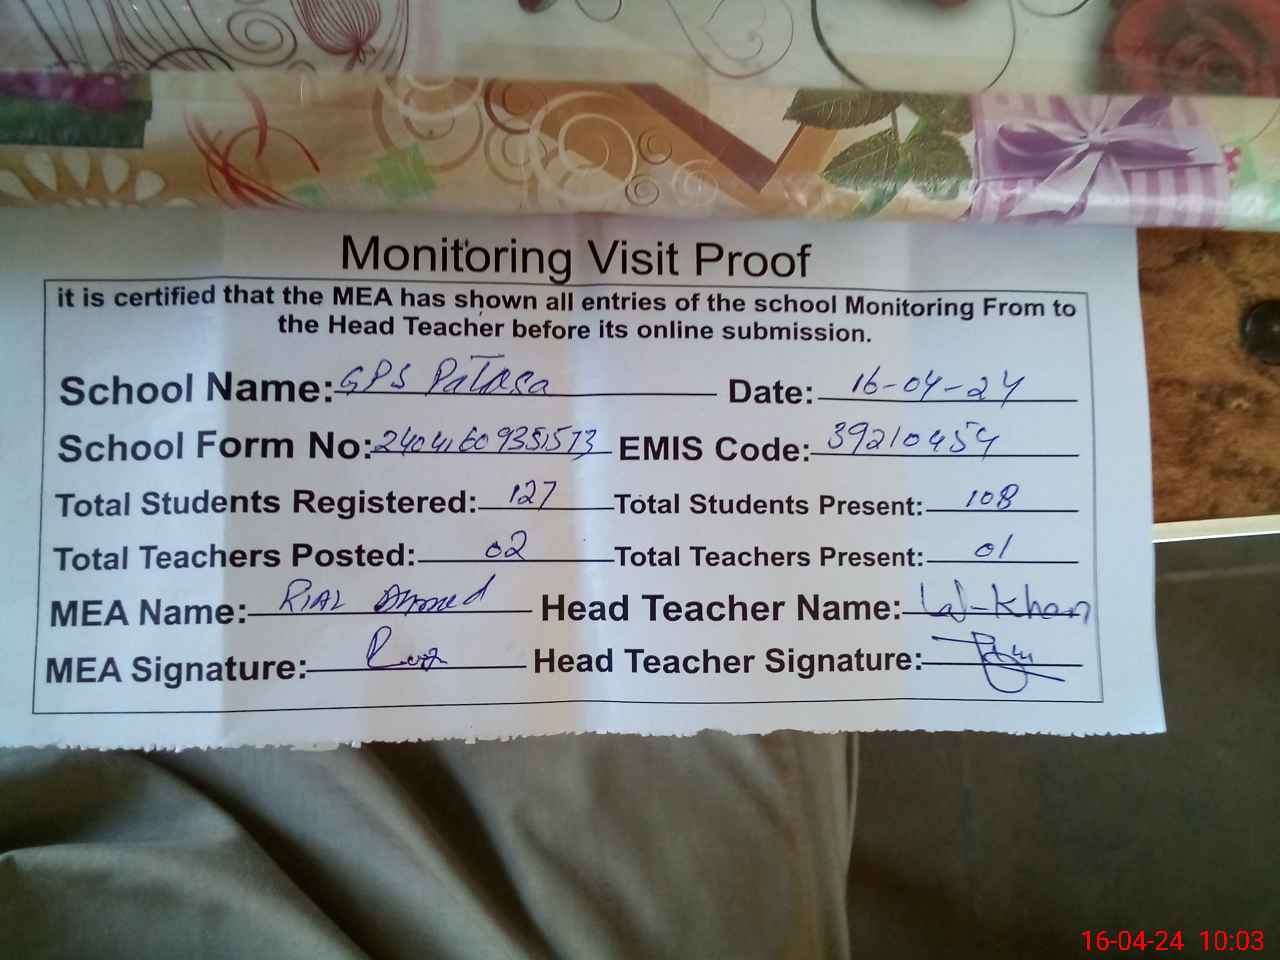 Monitoring Visit Proof
it is certified that the MEA has shown all entries of the school Monitoring From to
the Head Teacher before its online submission.
School Name: GPS Patasa Date: 16-04-24
School Form No: 24041609351513 EMIS Code: 39210454
Total Students Registered: 127 Total Students Present: 108
Total Teachers Posted: 02 Total Teachers Present: 01
MEA Name: Ahmed Head Teacher Name: Khan
MEA Signature: Head Teacher Signature:
16-04-24 10:03